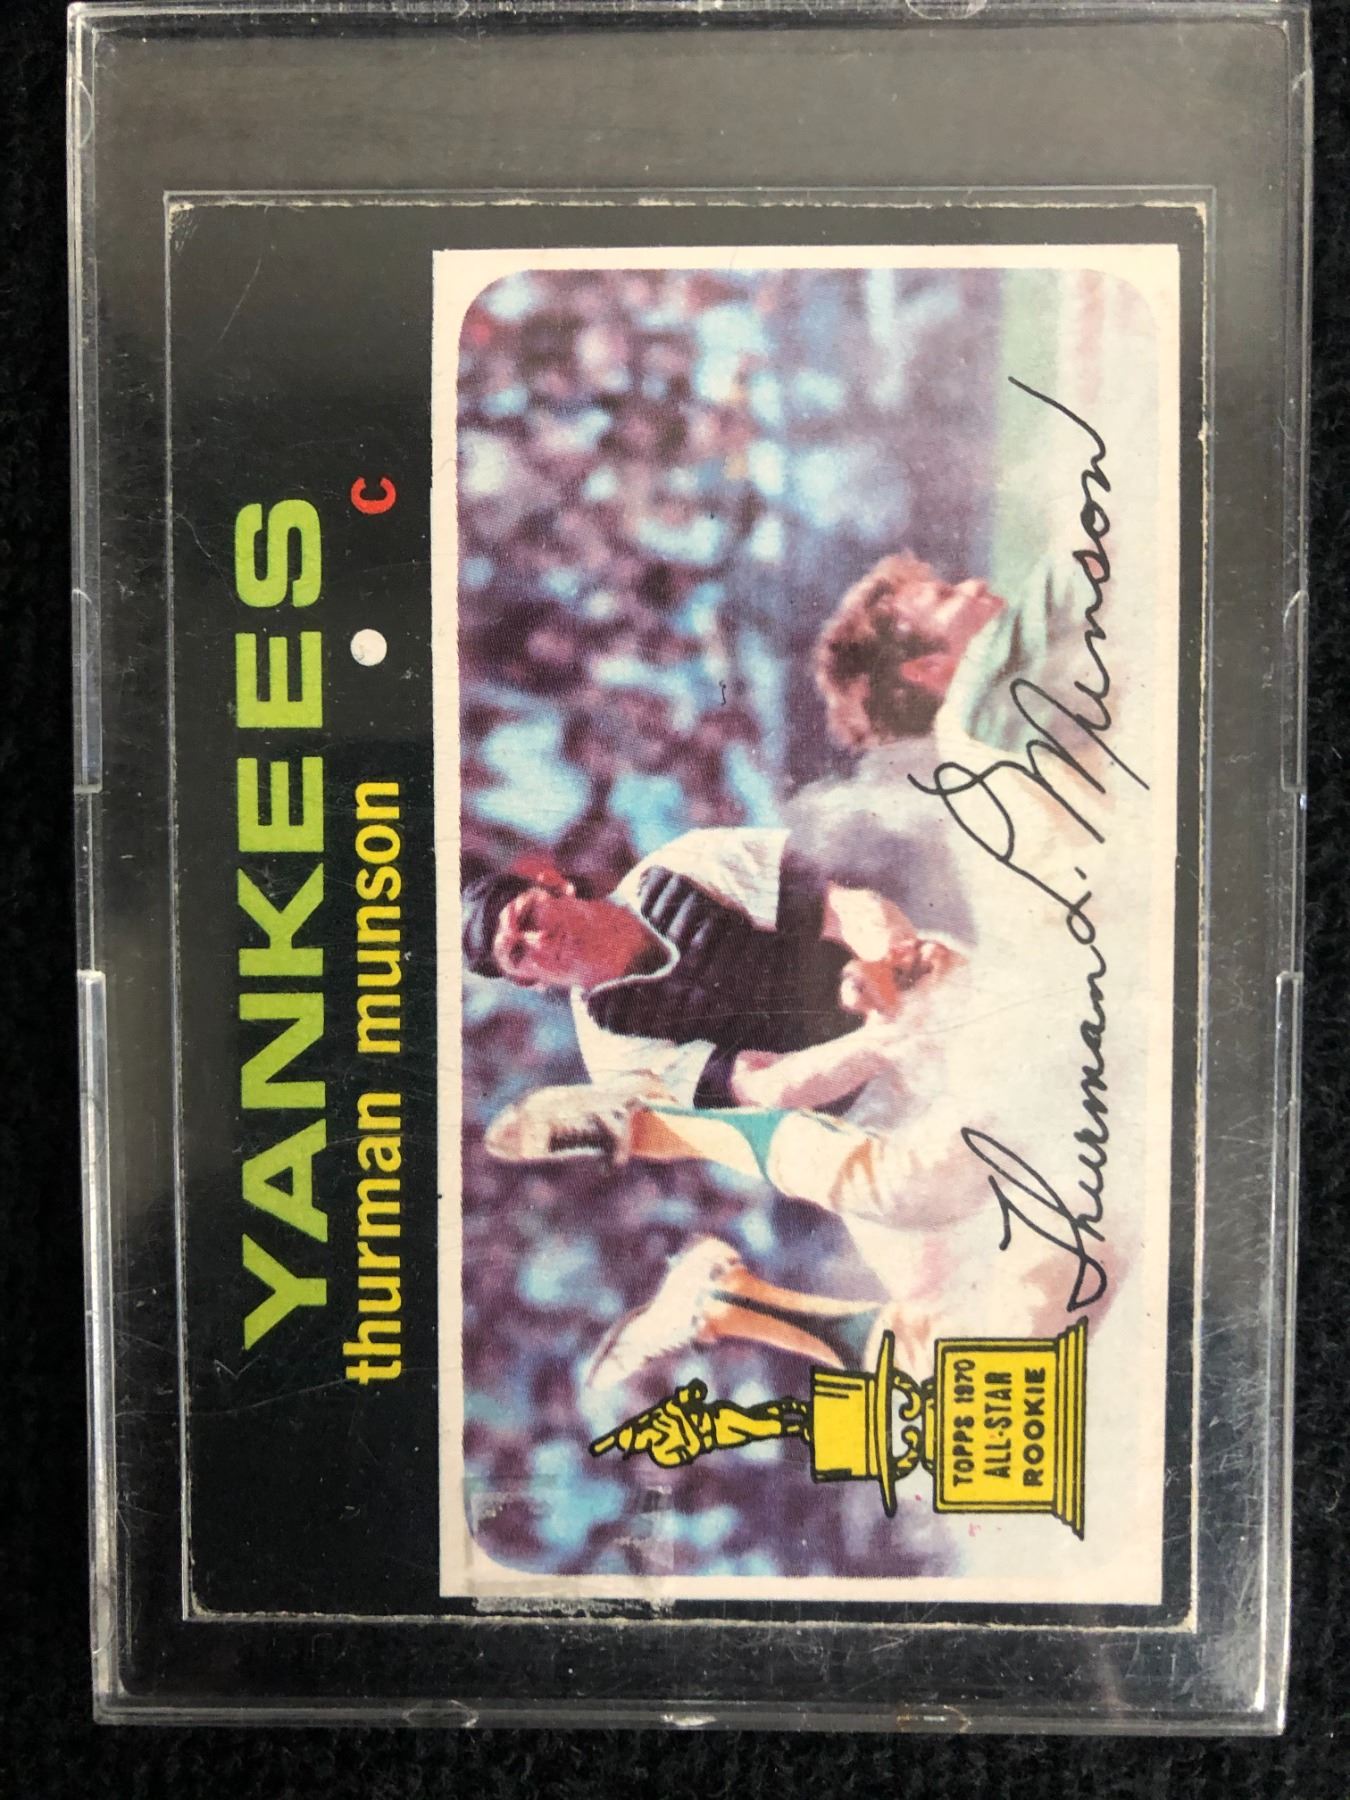 YANKEES
thurman munson • c
Thurman L. Munson
TOPPS 1970
ALL-STAR
ROOKIE